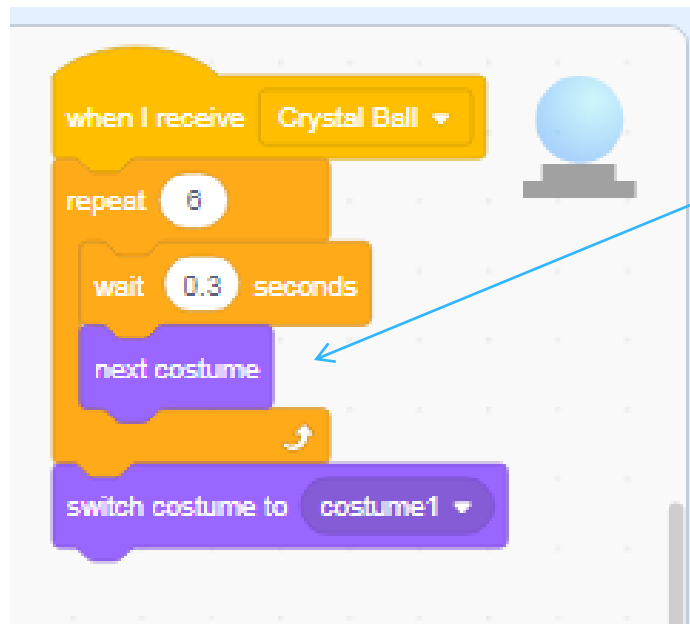 when I receive Crystal Ball
repeat 6
wait 0.3 seconds
next costume
switch costume to costume1